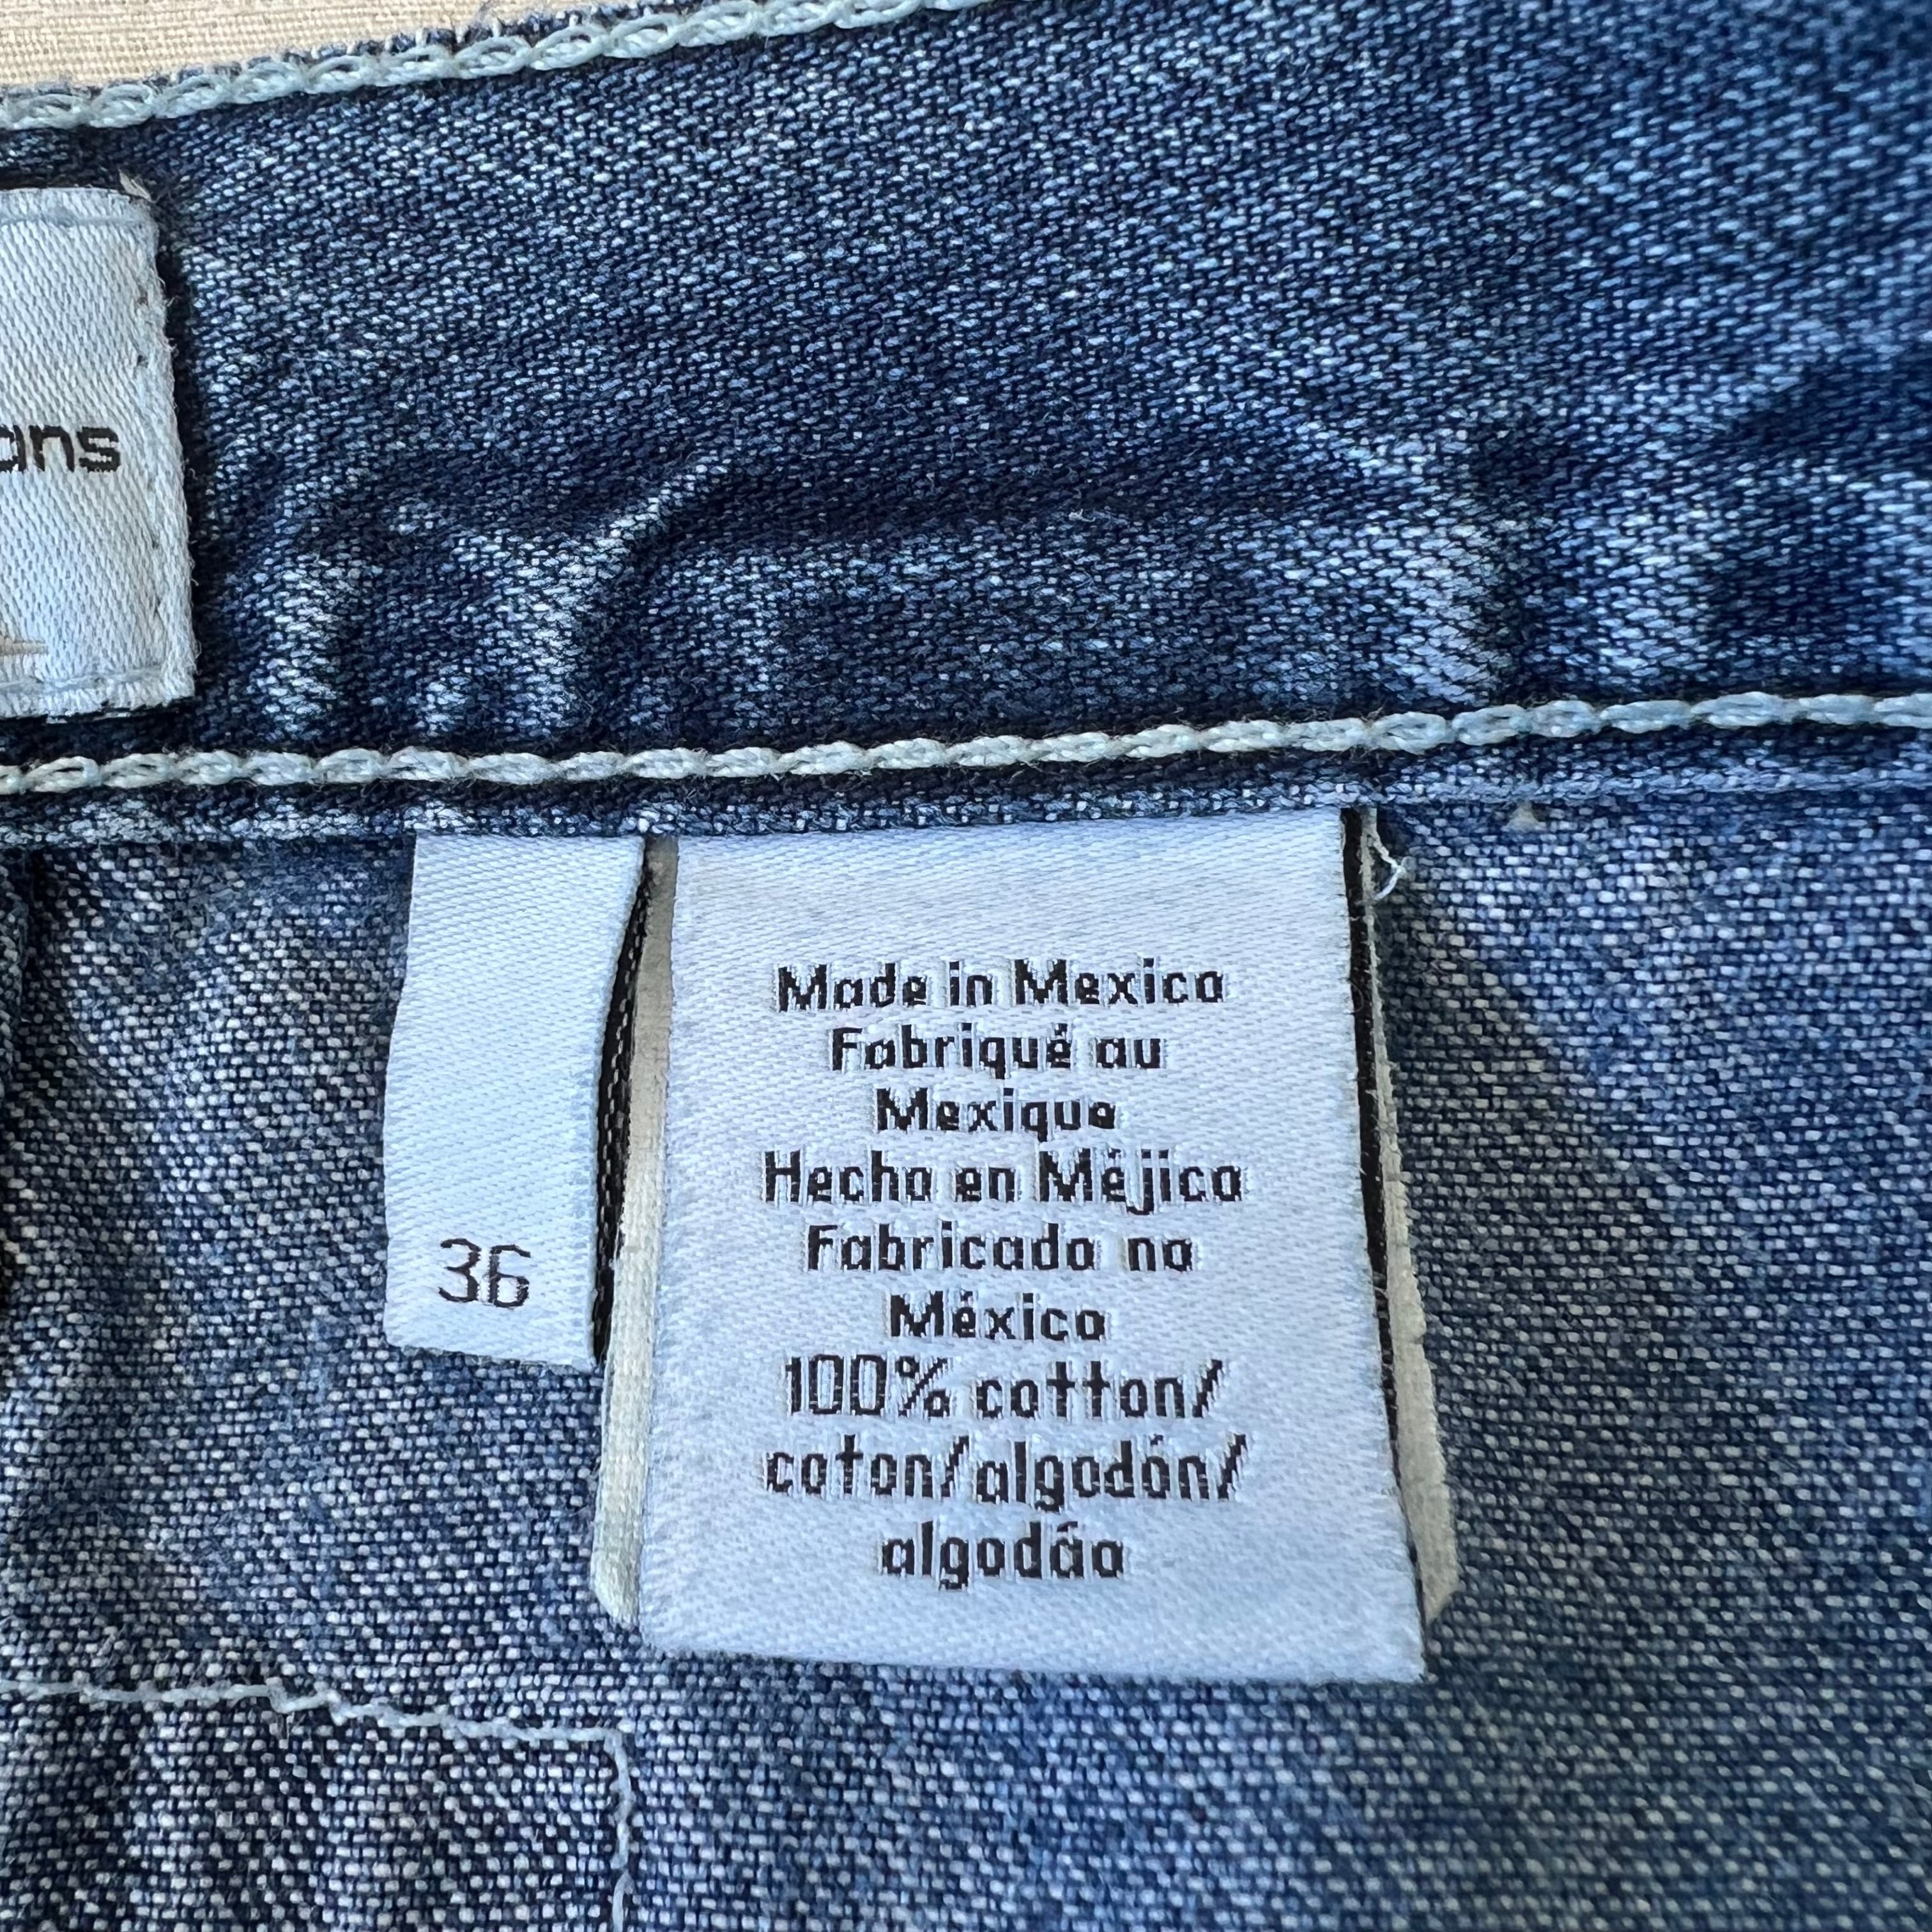 ans
36
Made in Mexico
Fabriqué au
Mexique
Hecho en Méjico
Fabricado no
México
100% cotton/
coton/algodón/
algodão